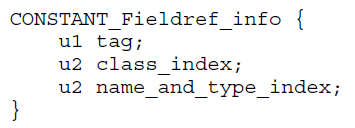 CONSTANT_Fieldref_info {
    u1 tag;
    u2 class_index;
    u2 name_and_type_index;
}